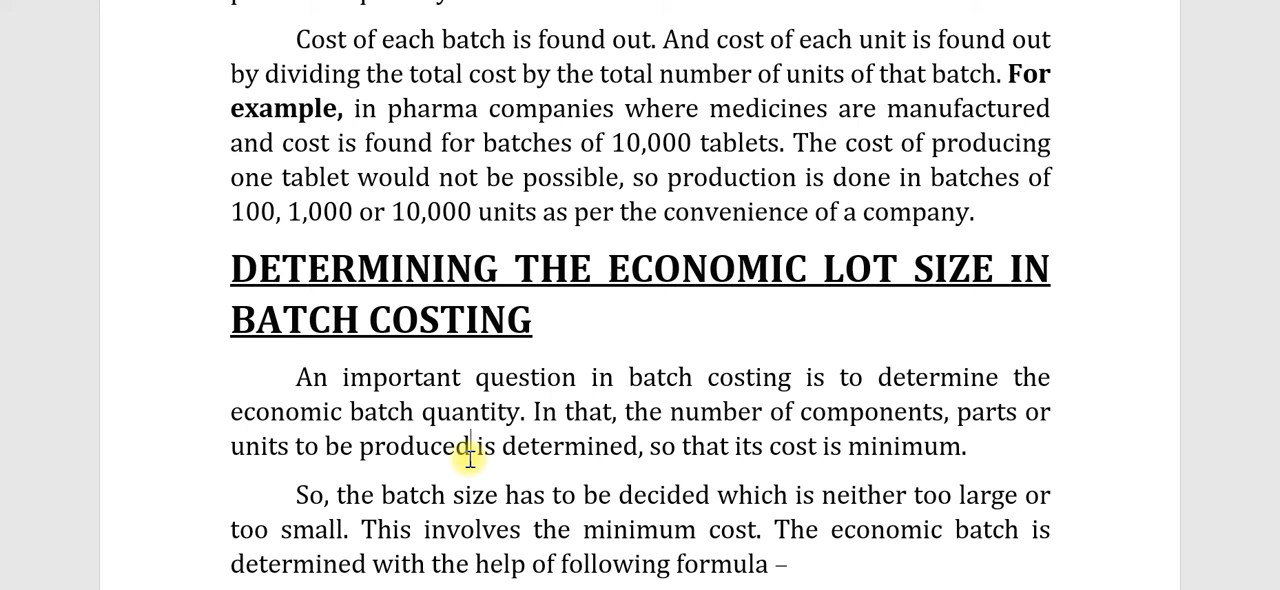 Cost of each batch is found out. And cost of each unit is found out
by dividing the total cost by the total number of units of that batch. For
example, in pharma companies where medicines are manufactured
and cost is found for batches of 10,000 tablets. The cost of producing
one tablet would not be possible, so production is done in batches of
100, 1,000 or 10,000 units as per the convenience of a company.
DETERMINING THE ECONOMIC LOT SIZE IN
BATCH COSTING
An important question in batch costing is to determine the
economic batch quantity. In that, the number of components, parts or
units to be produced is determined, so that its cost is minimum.
So, the batch size has to be decided which is neither too large or
too small. This involves the minimum cost. The economic batch is
determined with the help of following formula –